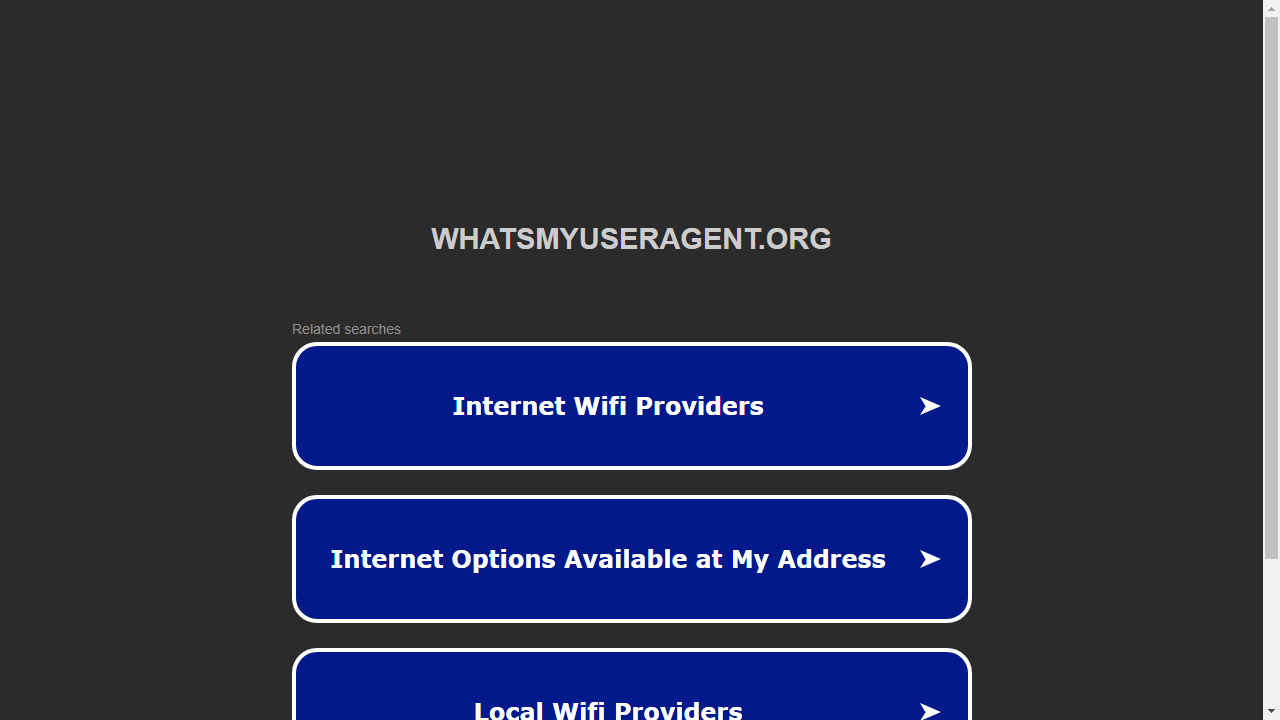 WHATSMYUSERAGENT.ORG
Related searches
Internet Wifi Providers
Internet Options Available at My Address
Local Wifi Providers